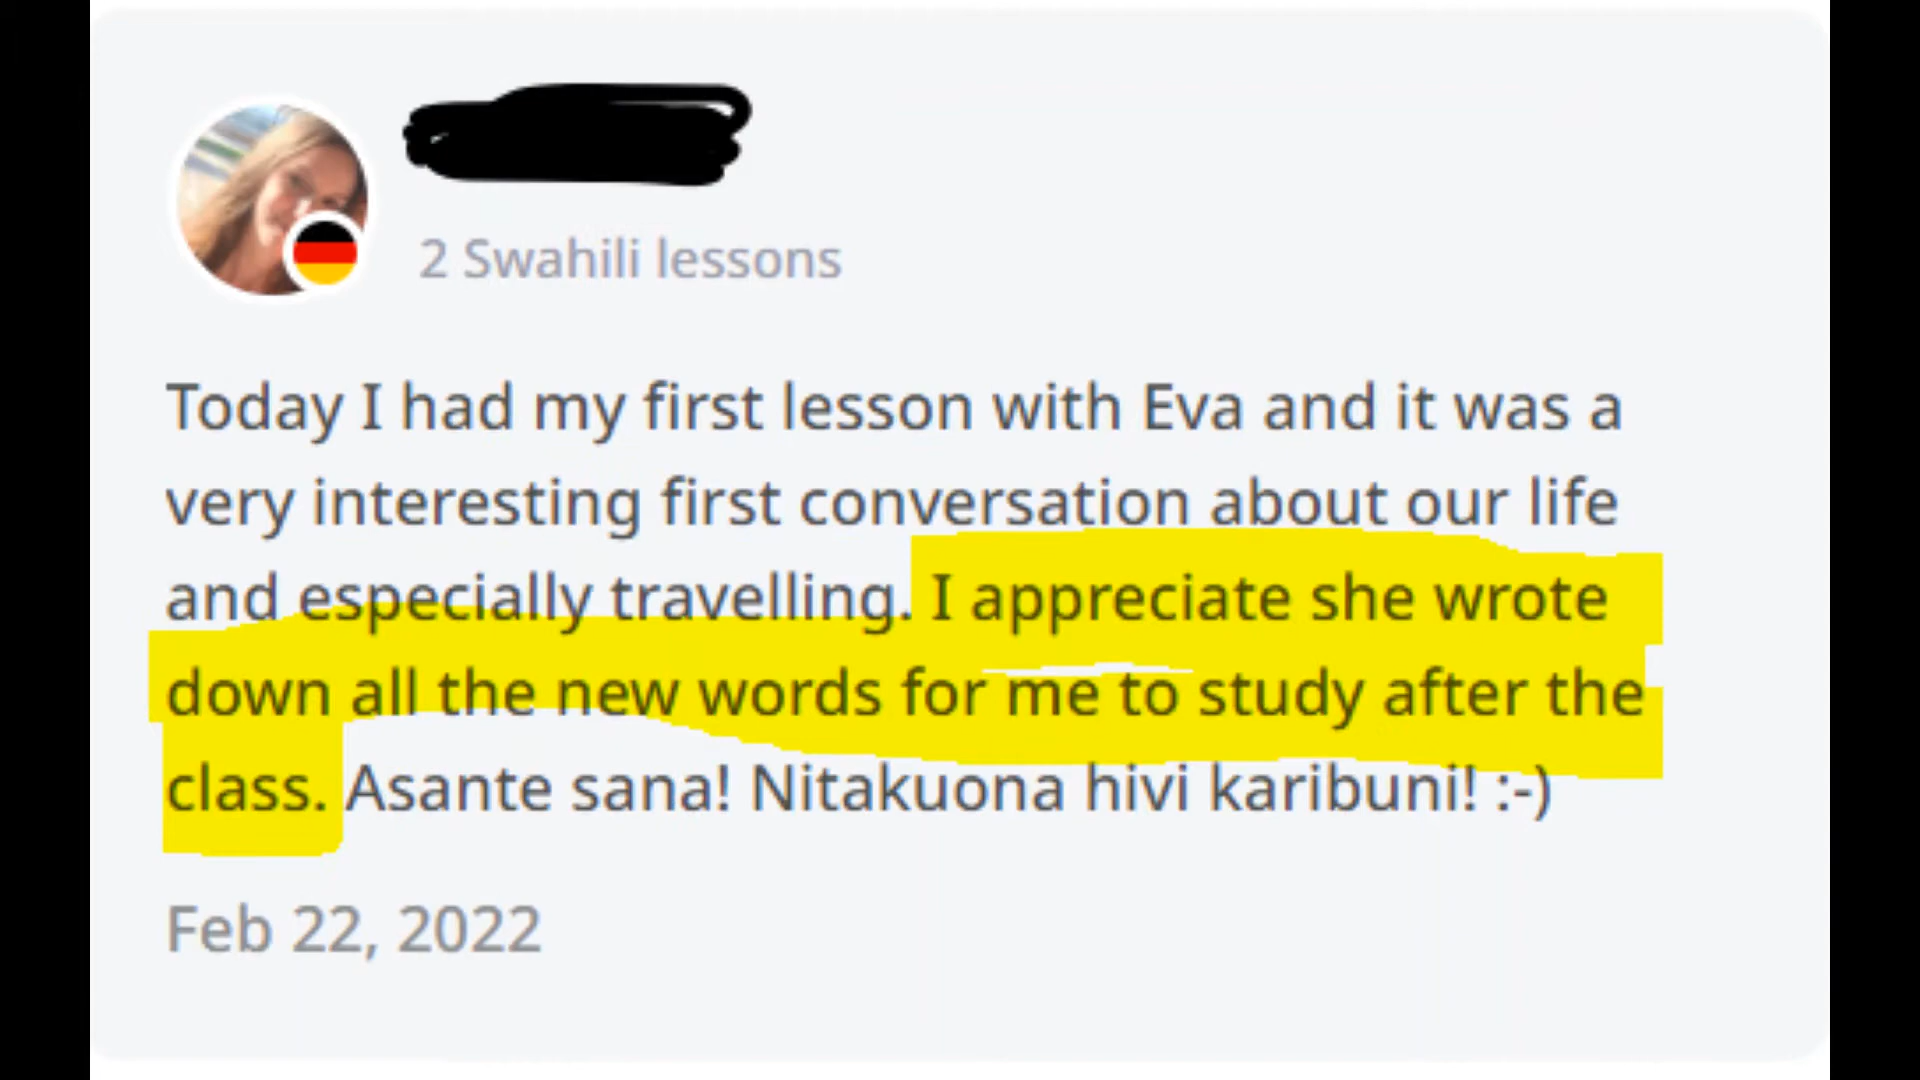 2 Swahili lessons
Today I had my first lesson with Eva and it was a
very interesting first conversation about our life
and especially travelling. I appreciate she wrote
down all the new words for me to study after the
class. Asante sana! Nitakuona hivi karibuni! :-)
Feb 22, 2022